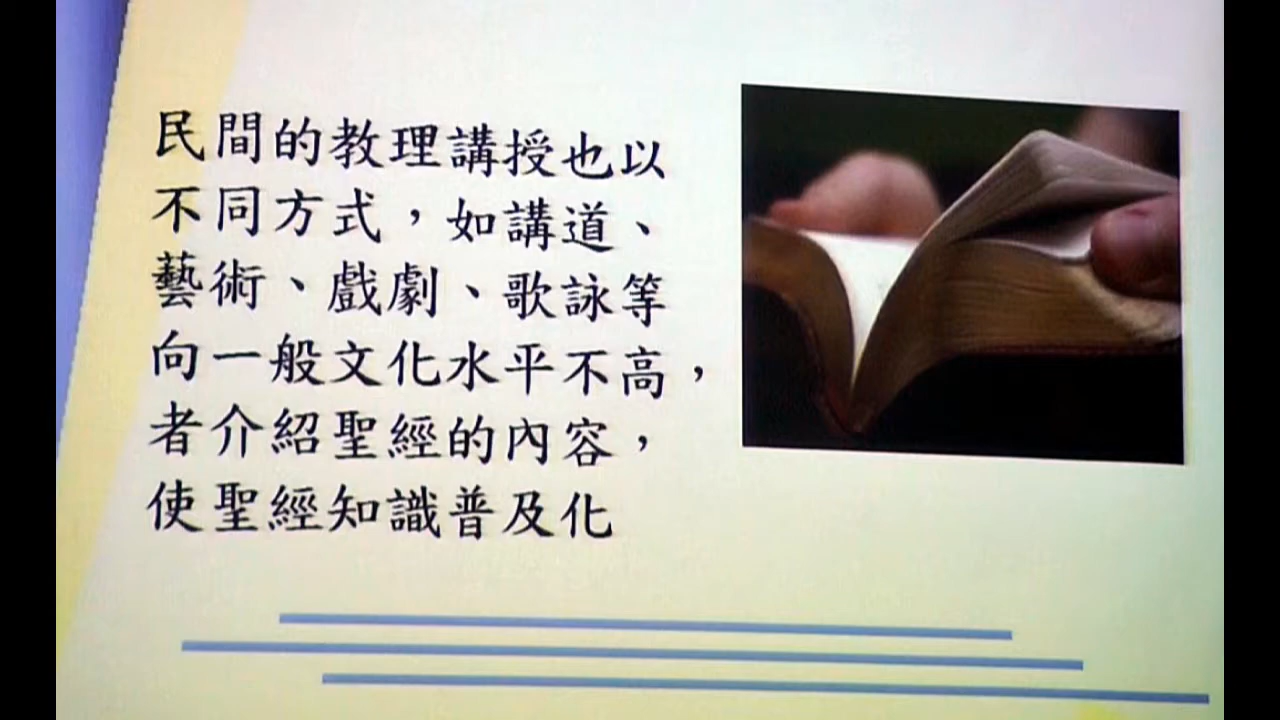 民間的教理講授也以
不同方式，如講道、
藝術、戲劇、歌詠等
向一般文化水平不高，
者介紹聖經的內容，
使聖經知識普及化